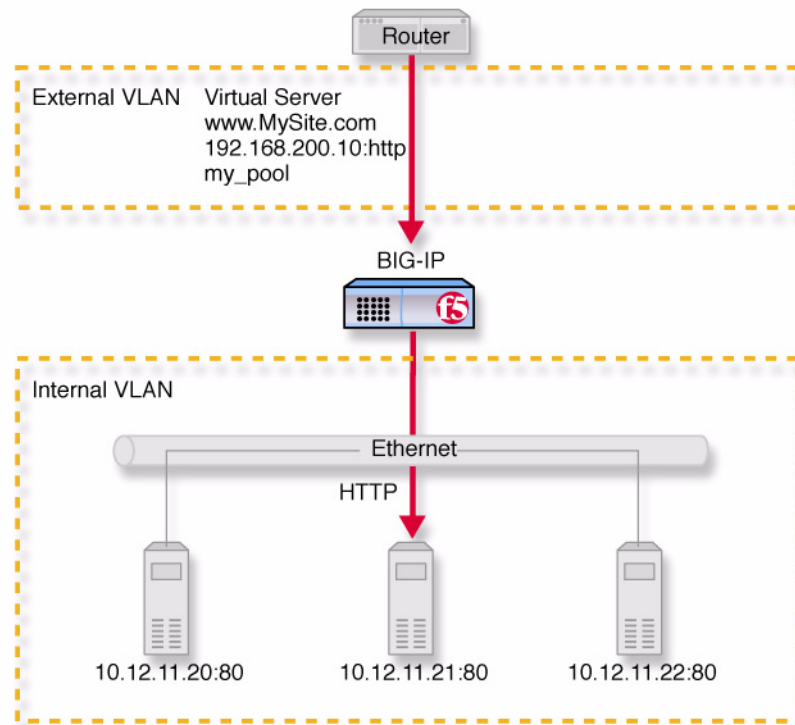 Router
External VLAN
Virtual Server
www.MySite.com
192.168.200.10:http
my_pool
BIG-IP
f5
Internal VLAN
Ethernet
HTTP
10.12.11.20:80
10.12.11.21:80
10.12.11.22:80